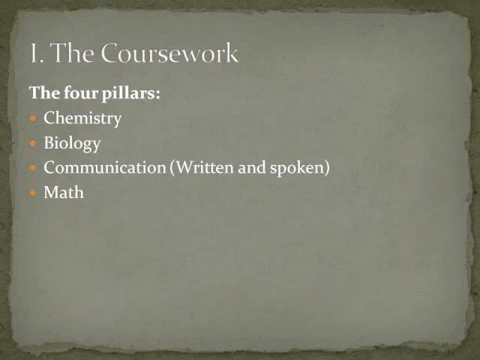 I. The Coursework
The four pillars:
• Chemistry
• Biology
• Communication (Written and spoken)
• Math